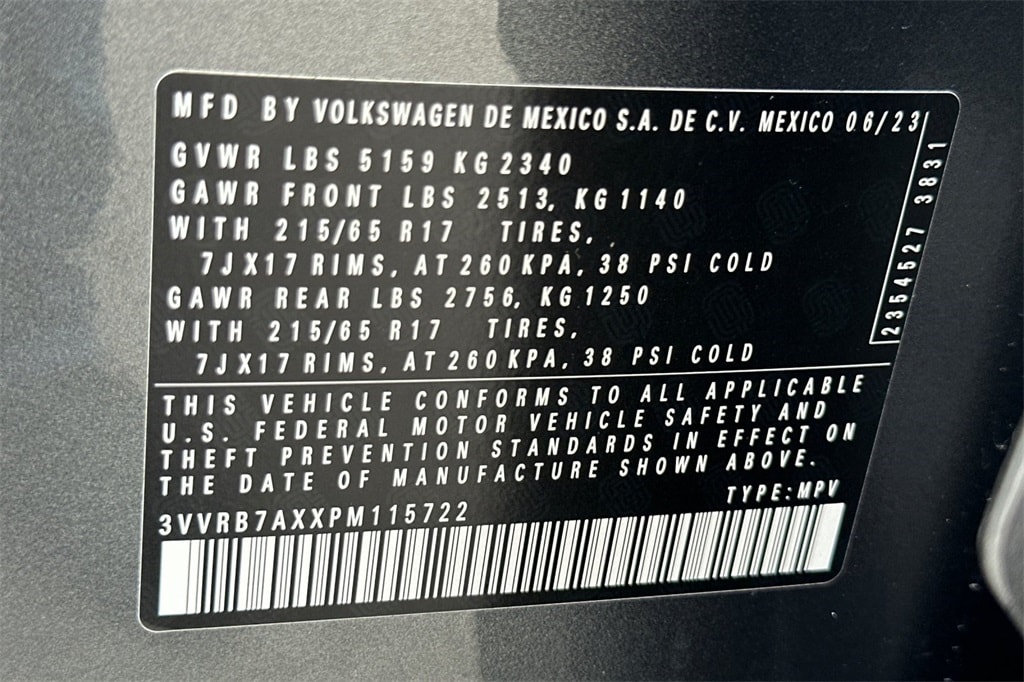 MFD BY VOLKSWAGEN DE MEXICO S.A. DE C.V. MEXICO 06/23
GVWR LBS 5159 KG 2340
GAWR FRONT LBS 2513, KG 1140
WITH 215/65 R17 TIRES,
7JX17 RIMS, AT 260 KPA, 38 PSI COLD
GAWR REAR LBS 2756, KG 1250
WITH 215/65 R17 TIRES,
7JX17 RIMS, AT 260 KPA, 38 PSI COLD
2354527 3831
THIS VEHICLE CONFORMS TO ALL APPLICABLE
U.S. FEDERAL MOTOR VEHICLE SAFETY AND
THEFT PREVENTION STANDARDS IN EFFECT ON
THE DATE OF MANUFACTURE SHOWN ABOVE.
TYPE: MPV
3VVRB7AXXPM115722